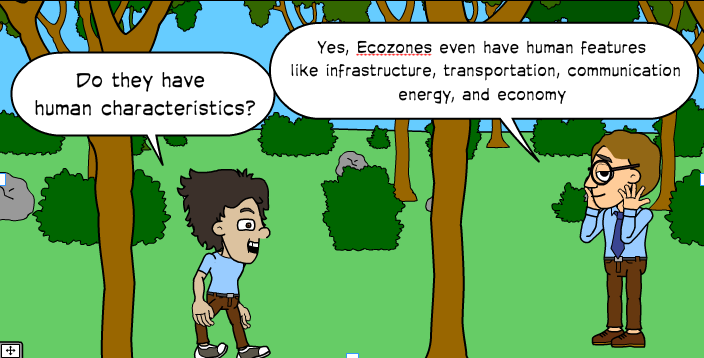 Do they have
human characteristics?
Yes, Ecozones even have human features
like infrastructure, transportation, communication
energy, and economy